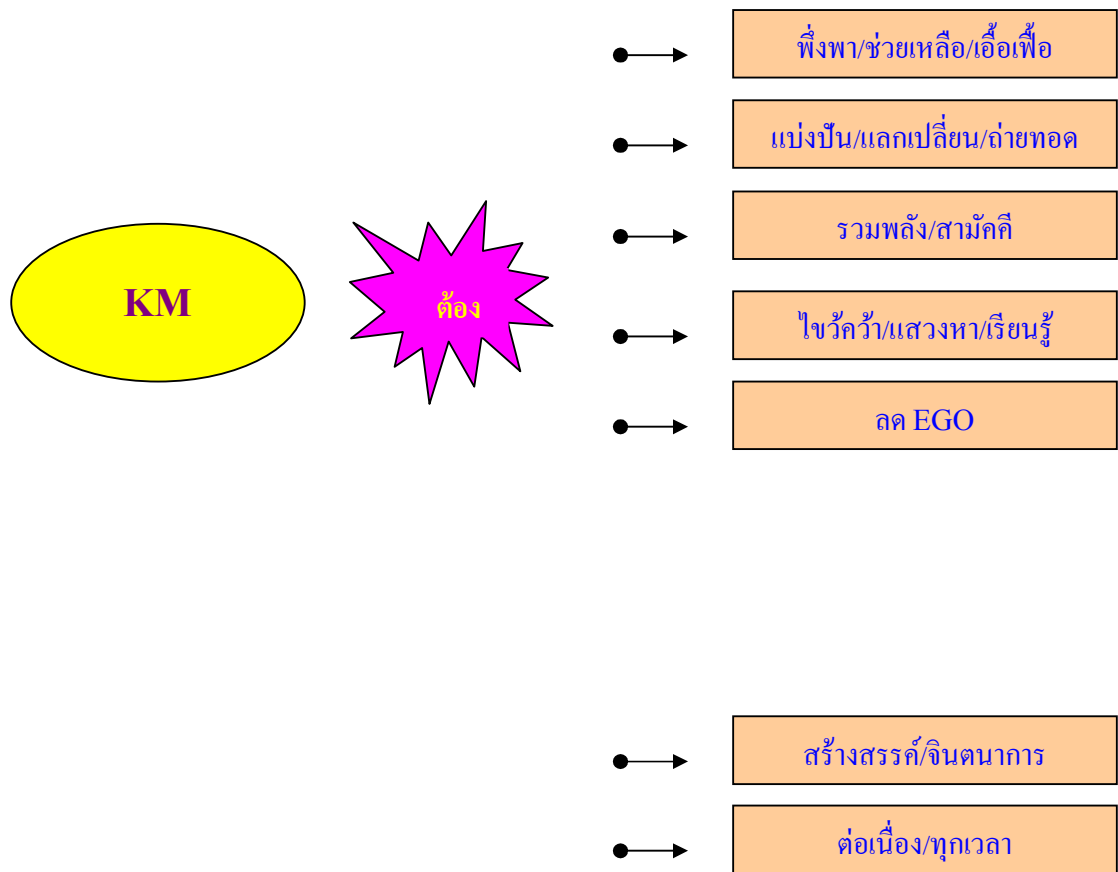 พึ่งพา/ช่วยเหลือ/เอื้อเฟื้อ
แบ่งปัน/แลกเปลี่ยน/ถ่ายทอด
รวมพลัง/สามัคคี
KM
ต้อง
ไขว้คว้า/แสวงหา/เรียนรู้
ลด EGO
สร้างสรรค์/จินตนาการ
ต่อเนื่อง/ทุกเวลา